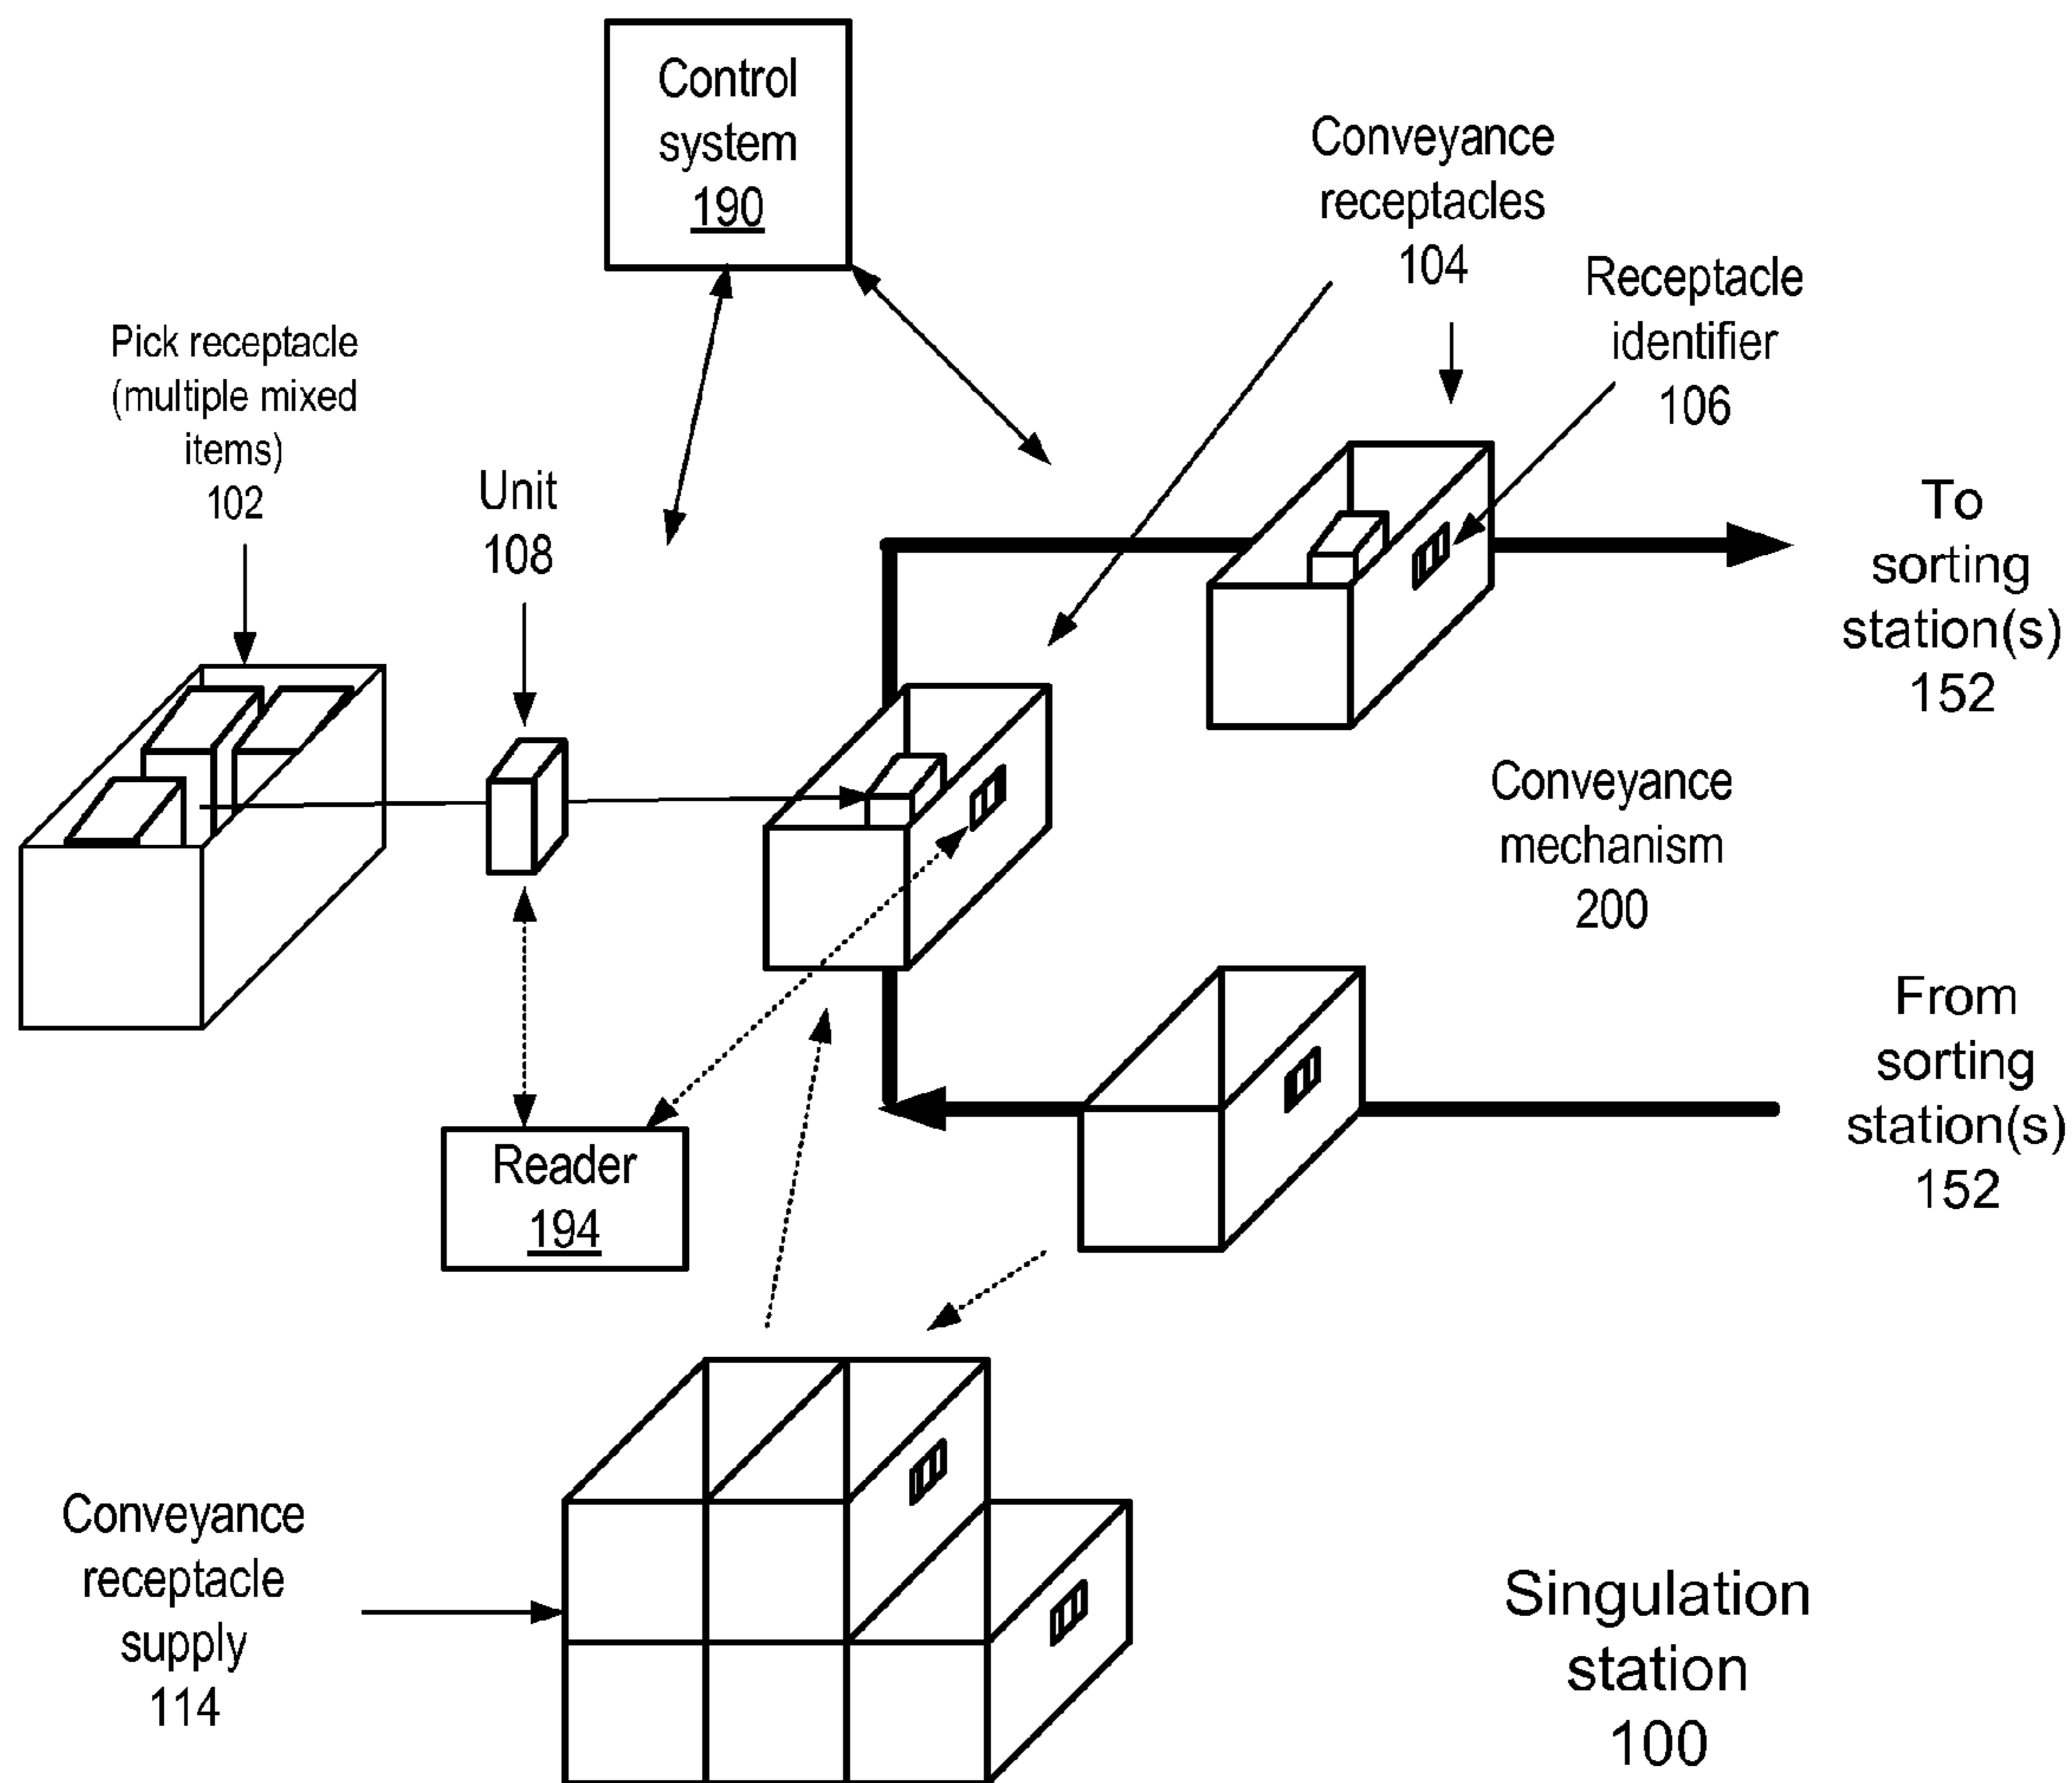 Control
system
190
Conveyance
receptacles
104
Receptacle
identifier
106
Pick receptacle
(multiple mixed
items)
102
Unit
108
To
sorting
station(s)
152
Conveyance
mechanism
200
From
sorting
station(s)
152
Reader
194
Conveyance
receptacle
supply
114
Singulation
station
100